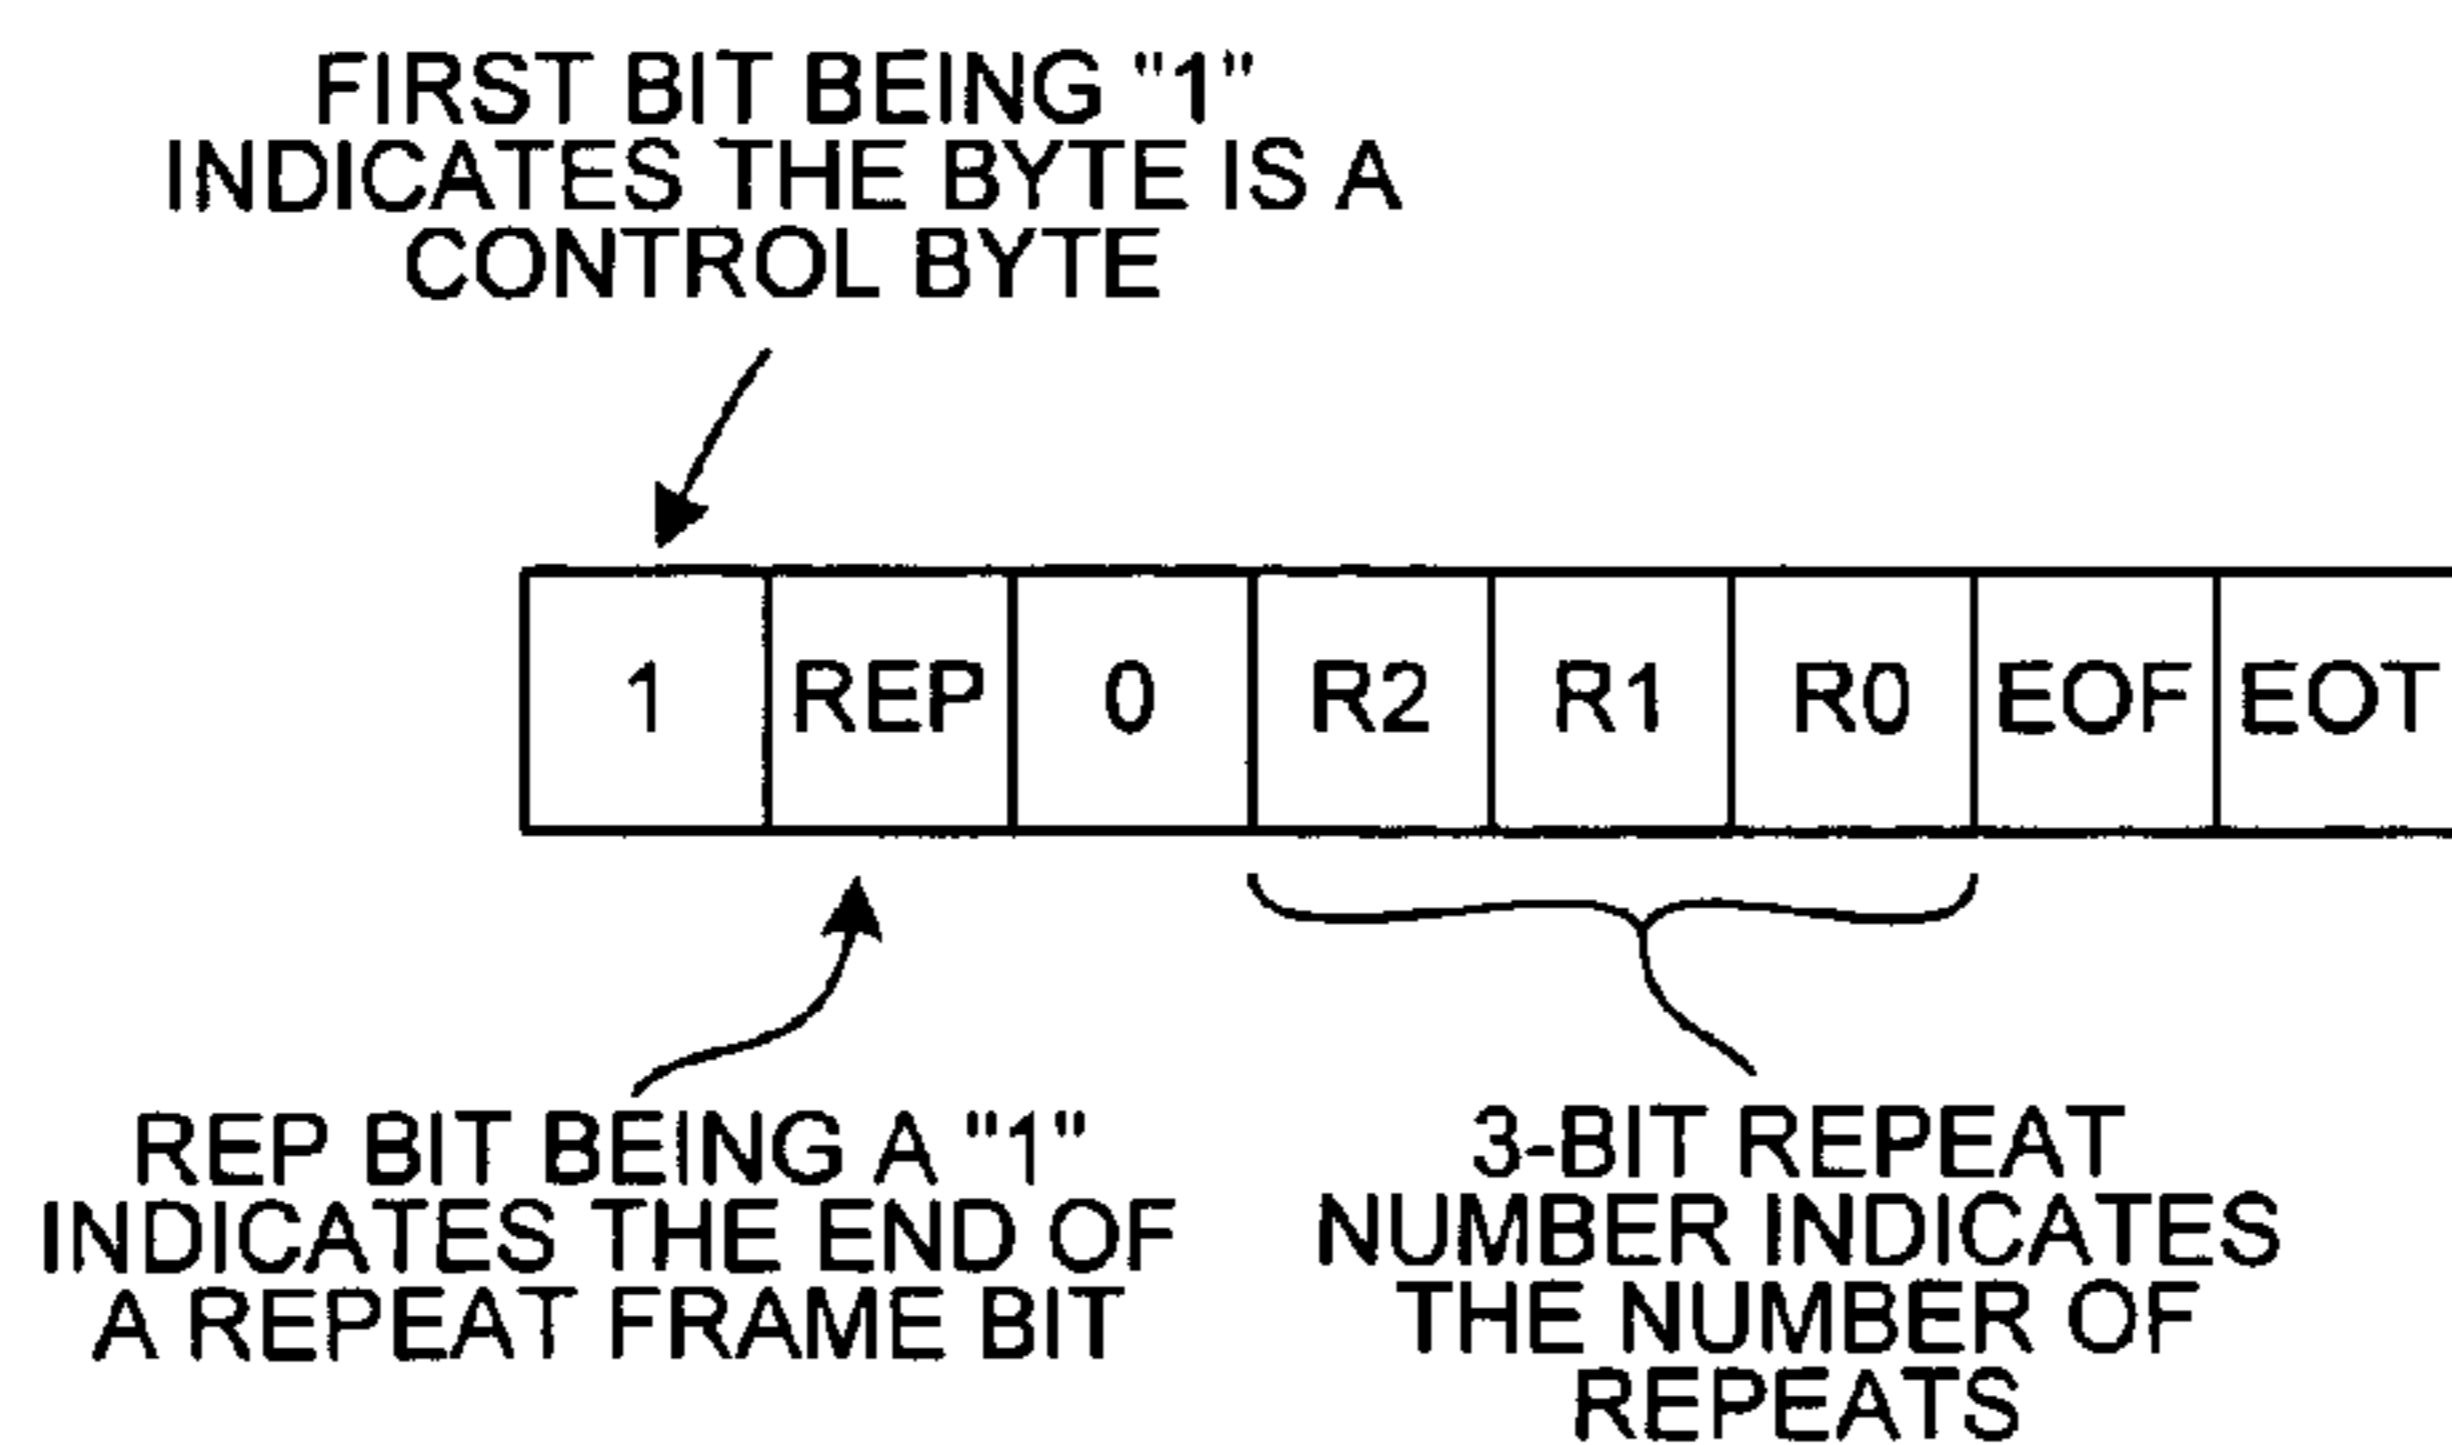 FIRST BIT BEING "1"
INDICATES THE BYTE IS A
CONTROL BYTE
1 REP 0 R2 R1 R0 EOF EOT
REP BIT BEING A "1"
INDICATES THE END OF
A REPEAT FRAME BIT
3-BIT REPEAT
NUMBER INDICATES
THE NUMBER OF
REPEATS